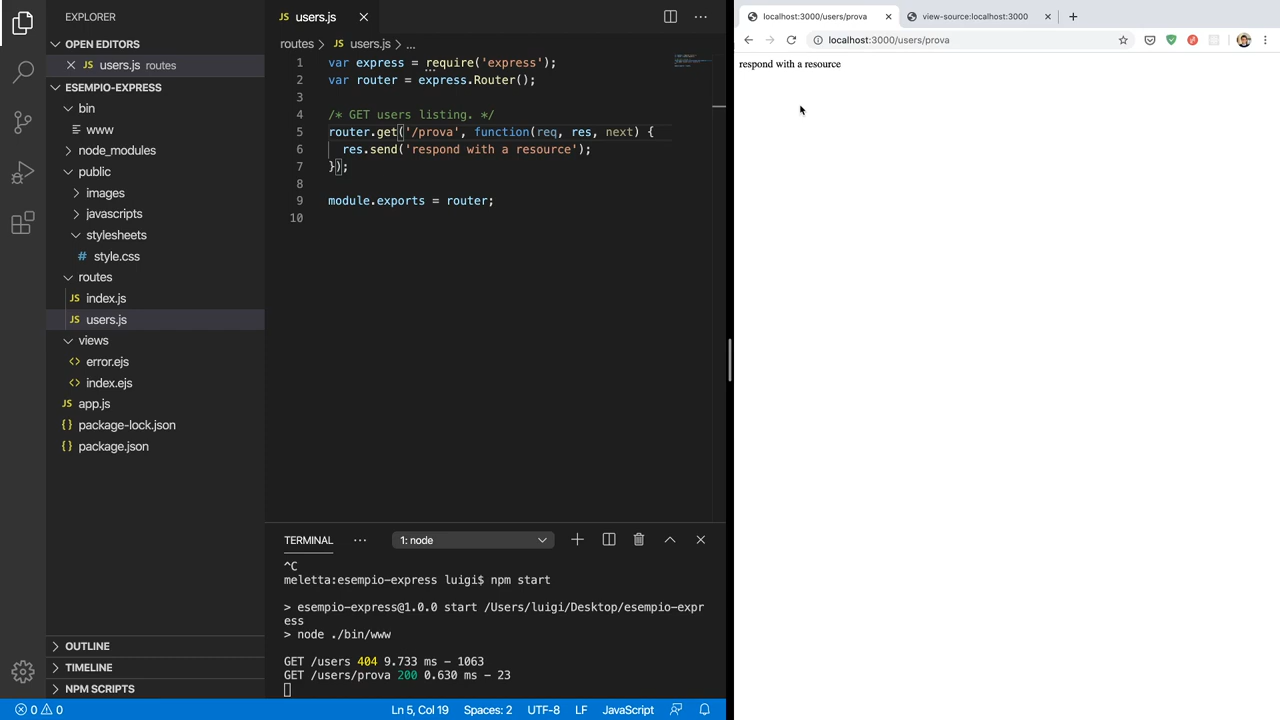 EXPLORER
OPEN EDITORS
users.js routes
ESEMPIO-EXPRESS
bin
www
node_modules
public
images
javascripts
stylesheets
# style.css
routes
JS index.js
JS users.js
views
<> error.ejs
<> index.ejs
JS app.js
{} package-lock.json
{} package.json
OUTLINE
TIMELINE
NPM SCRIPTS
JS users.js
routes > JS users.js > ...
1 var express = require('express');
2 var router = express.Router();
3
4 /* GET users listing. */
5 router.get('/prova', function(req, res, next) {
6 res.send('respond with a resource');
7 });
8
9 module.exports = router;
10
TERMINAL ... 1: node
^C
meletta:esempio-express luigi$ npm start
> esempio-express@1.0.0 start /Users/luigi/Desktop/esempio-expr
ess
> node ./bin/www
GET /users 404 9.733 ms - 1063
GET /users/prova 200 0.630 ms - 23
0 0 Ln 5, Col 19 Spaces: 2 UTF-8 LF JavaScript
localhost:3000/users/prova
view-source:localhost:3000
localhost:3000/users/prova
respond with a resource